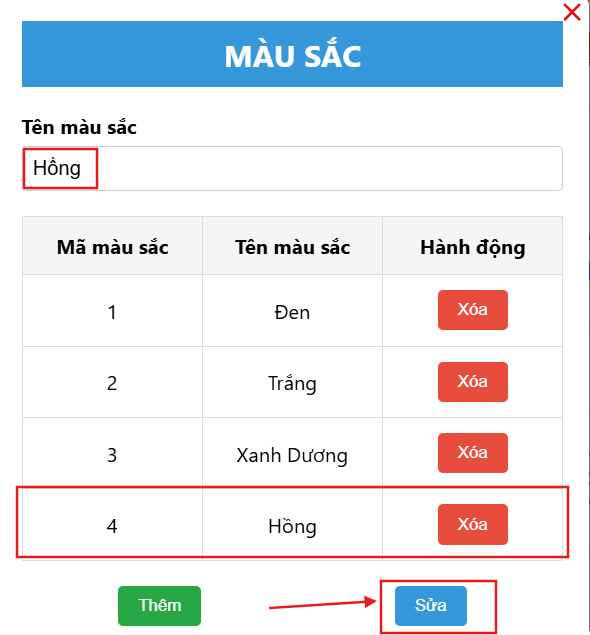 MÀU SẮC
Tên màu sắc
Hồng
Mã màu sắc Tên màu sắc Hành động
1 Đen Xóa
2 Trắng Xóa
3 Xanh Dương Xóa
4 Hồng Xóa
Thêm Sửa